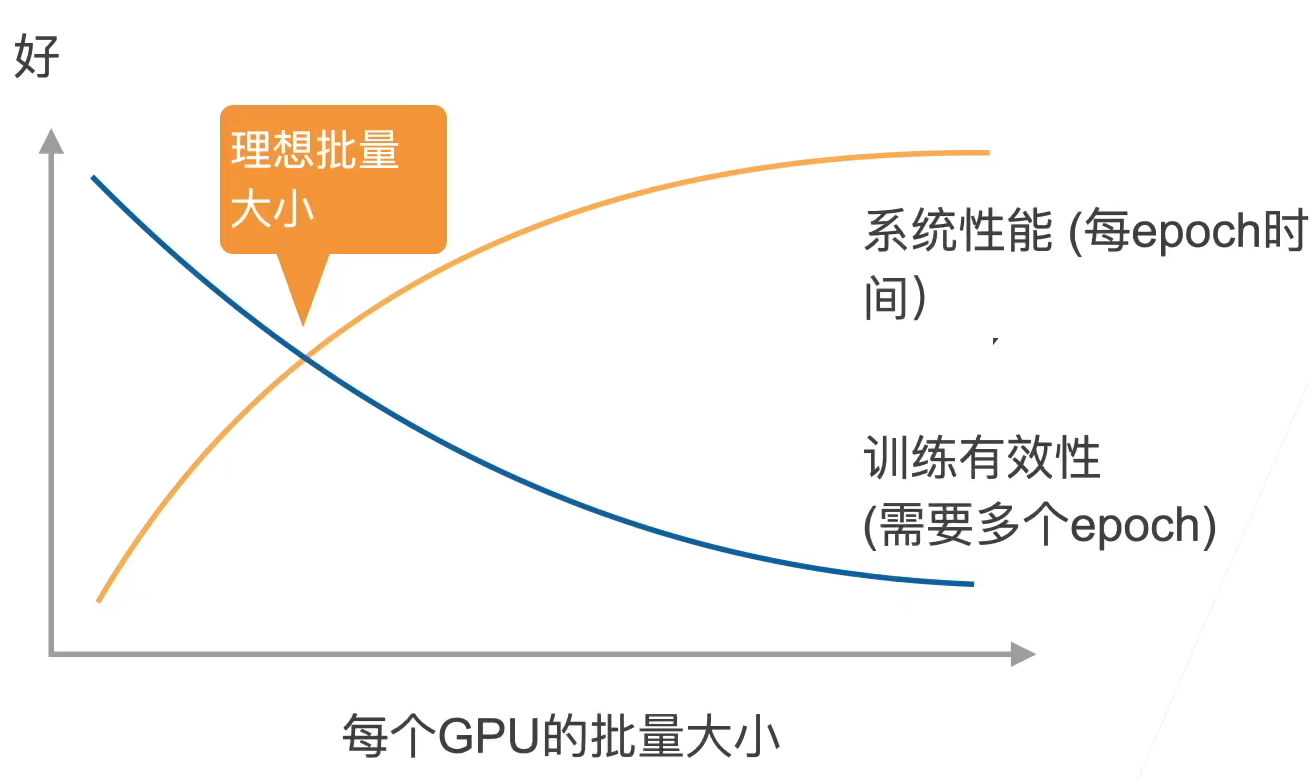 好
理想批量
大小
系统性能 (每epoch时
间)
训练有效性
(需要多个epoch)
每个GPU的批量大小